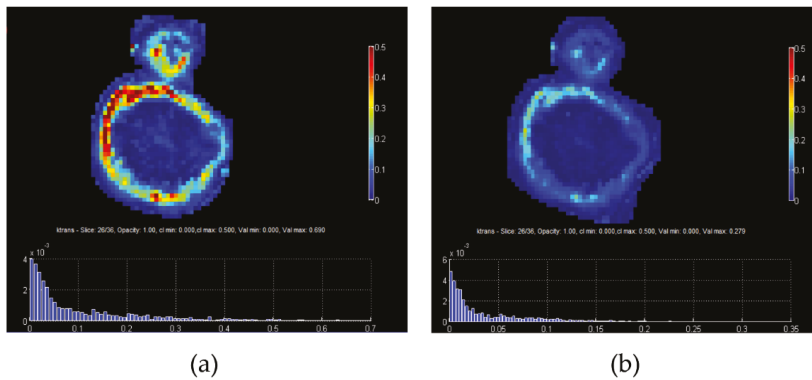 0.5
0.4
0.3
0.2
0.1
0
ktrans - Slice: 26/36, Opacity: 1.00, cl min: 0.000,cl max: 0.500, Val min: 0.000, Val max: 0.690
4 x 10⁻³
2
0
0 0.1 0.2 0.3 0.4 0.5 0.6 0.7
(a)
0.5
0.4
0.3
0.2
0.1
0
ktrans - Slice: 26/36, Opacity: 1.00, cl min: 0.000,cl max: 0.500, Val min: 0.000, Val max: 0.279
6 x 10⁻³
4
2
0
0 0.05 0.1 0.15 0.2 0.25 0.3 0.35
(b)